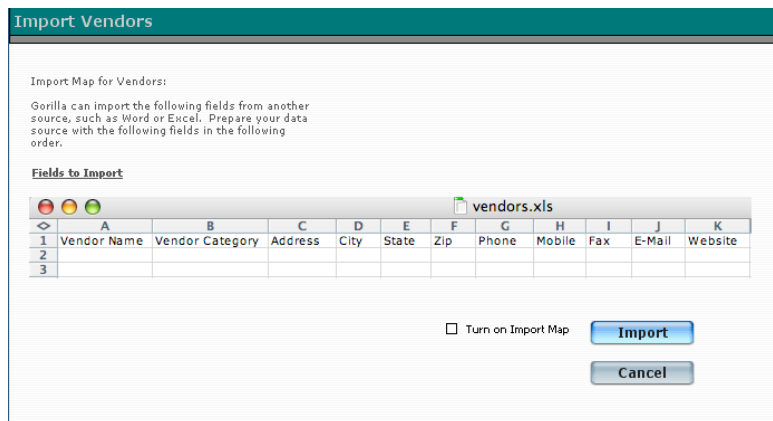 Import Vendors
Import Map for Vendors:
Gorilla can import the following fields from another
source, such as Word or Excel.  Prepare your data
source with the following fields in the following
order.
Fields to Import
vendors.xls
A B C D E F G H I J K
1 Vendor Name Vendor Category Address City State Zip Phone Mobile Fax E-Mail Website
2
3
Turn on Import Map Import
Cancel